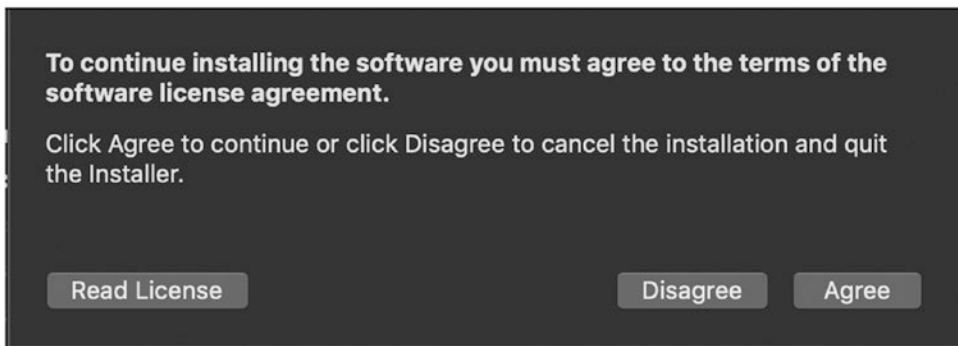 To continue installing the software you must agree to the terms of the
software license agreement.
Click Agree to continue or click Disagree to cancel the installation and quit
the Installer.
Read License
Disagree
Agree